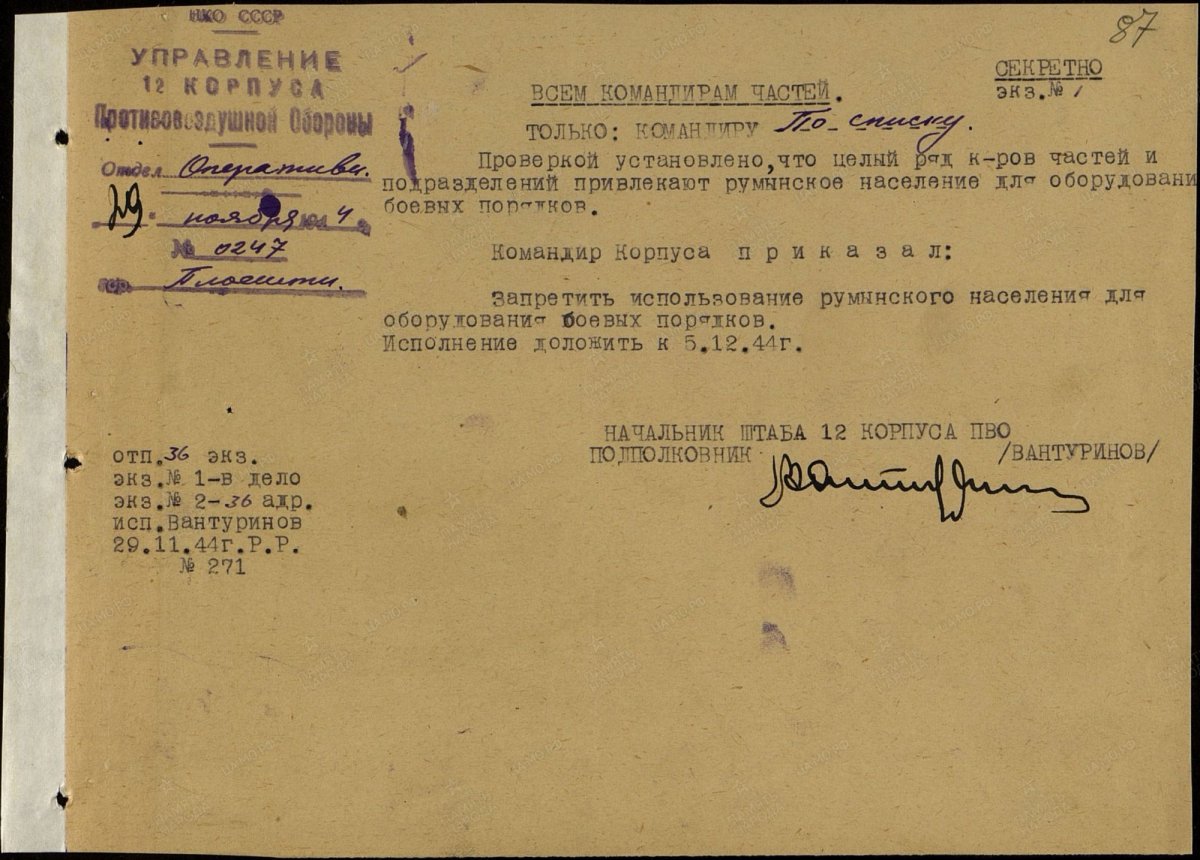 87
НКО СССР
УПРАВЛЕНИЕ
12 КОРПУСА
Противовоздушной Обороны
Отдел Оперативн.
"29" ноября 1944 г.
№ 0247
гор. Плоешти.
СЕКРЕТНО
экз.№ 1
ВСЕМ КОМАНДИРАМ ЧАСТЕЙ.
ТОЛЬКО: КОМАНДИРУ По списку.
Проверкой установлено,что целый ряд к-ров частей и
подразделений привлекают румынское население для оборудовани
боевых порядков.
Командир Корпуса п р и к а з а л:
Запретить использование румынского населения для
оборудования боевых порядков.
Исполнение доложить к 5.12.44г.
НАЧАЛЬНИК ШТАБА 12 КОРПУСА ПВО
ПОДПОЛКОВНИК /ВАНТУРИНОВ/
отп.36 экз.
экз.№ 1-в дело
экз.№ 2-36 адр.
исп.Вантуринов
29.11.44г.Р.Р.
№ 271